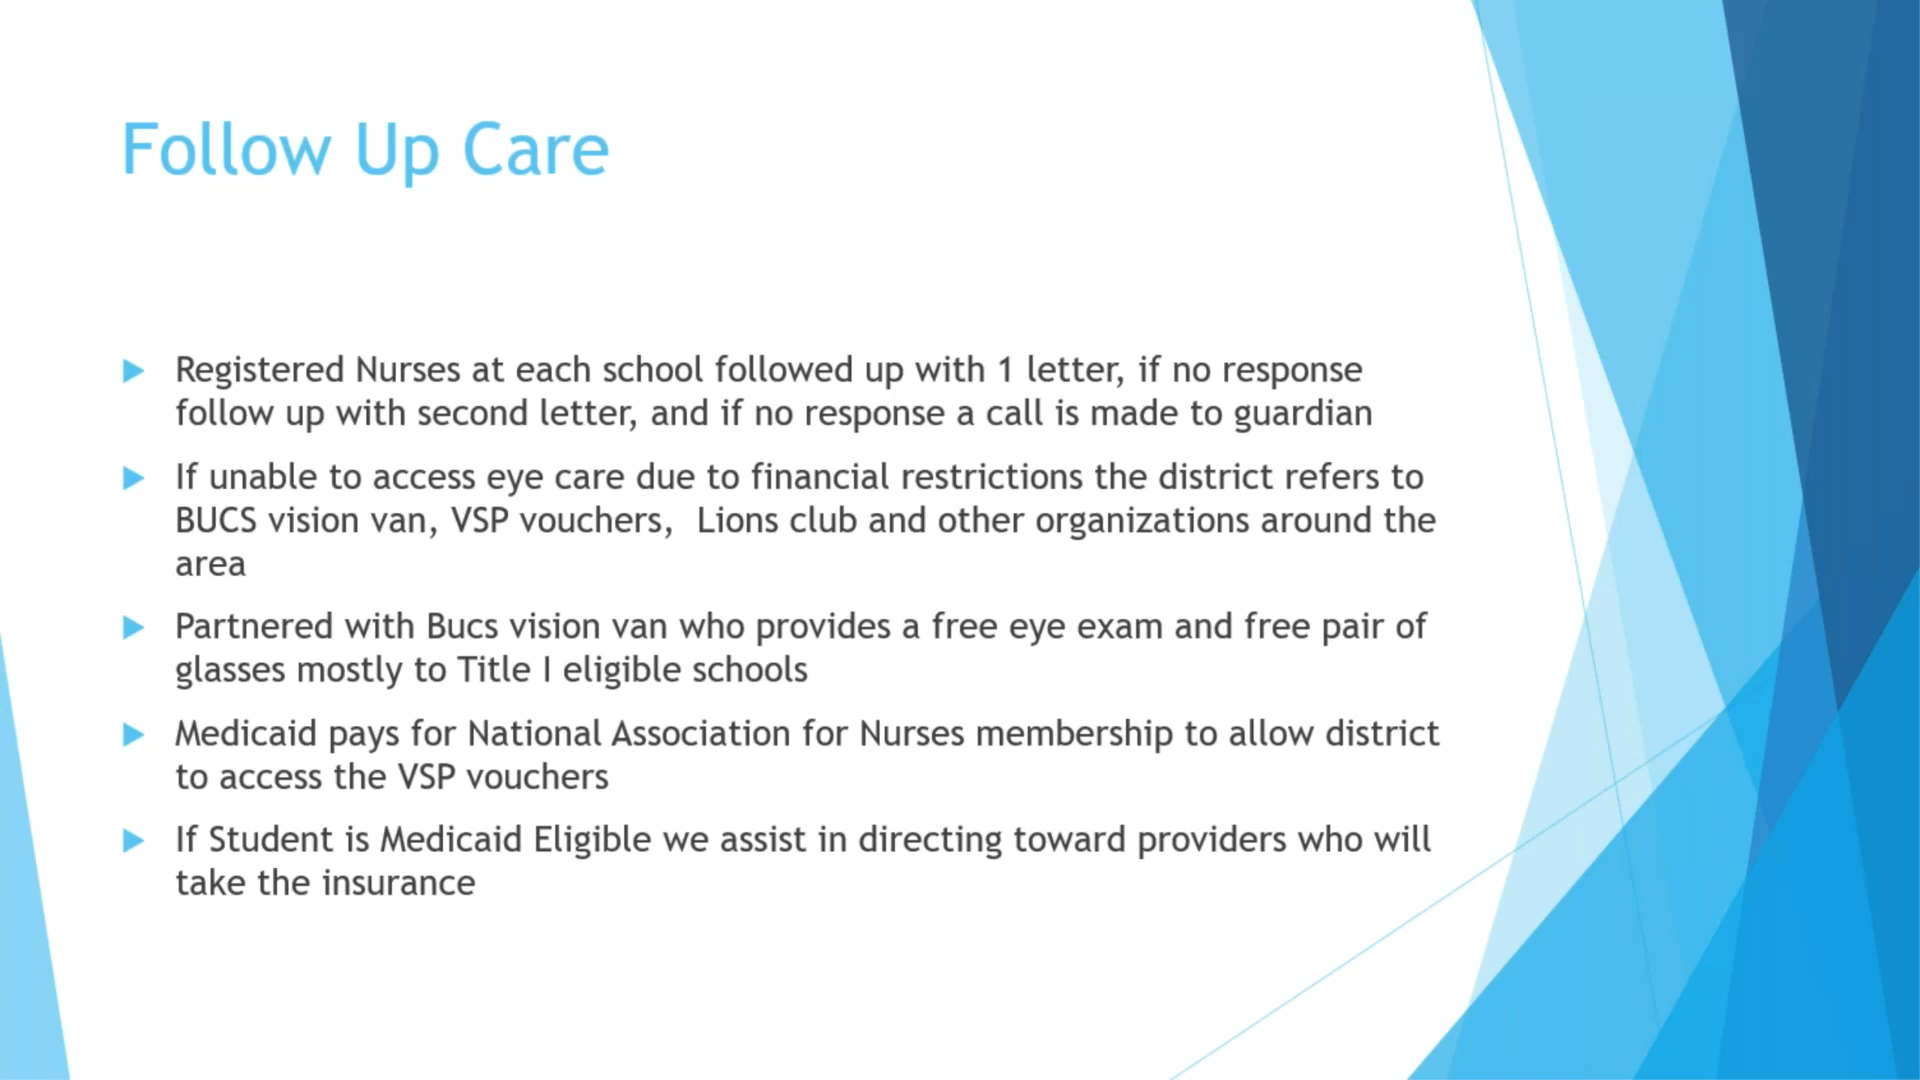 Follow Up Care
Registered Nurses at each school followed up with 1 letter, if no response
follow up with second letter, and if no response a call is made to guardian
If unable to access eye care due to financial restrictions the district refers to
BUCS vision van, VSP vouchers,  Lions club and other organizations around the
area
Partnered with Bucs vision van who provides a free eye exam and free pair of
glasses mostly to Title I eligible schools
Medicaid pays for National Association for Nurses membership to allow district
to access the VSP vouchers
If Student is Medicaid Eligible we assist in directing toward providers who will
take the insurance